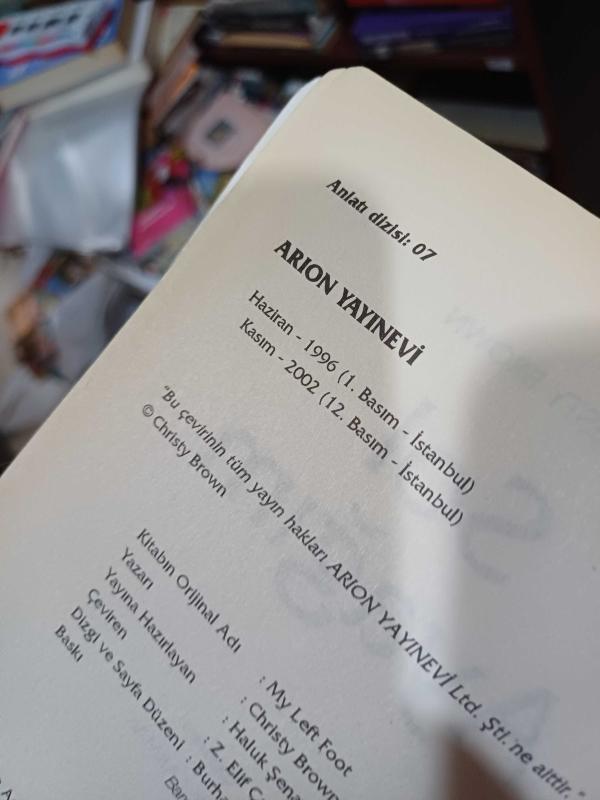 Anlatı dizisi: 07
ARION YAYINEVİ
Haziran - 1996 (1. Basım - İstanbul)
Kasım - 2002 (12. Basım - İstanbul)
"Bu çevirinin tüm yayın hakları ARION YAYINEVİ Ltd. Şti.'ne aittir."
© Christy Brown
Kitabın Orijinal Adı : My Left Foot
Yazarı : Christy Brown
Yayına Hazırlayan : Haluk
Çeviren : Z. Elif
Dizgi ve Sayfa Düzeni :
Baskı